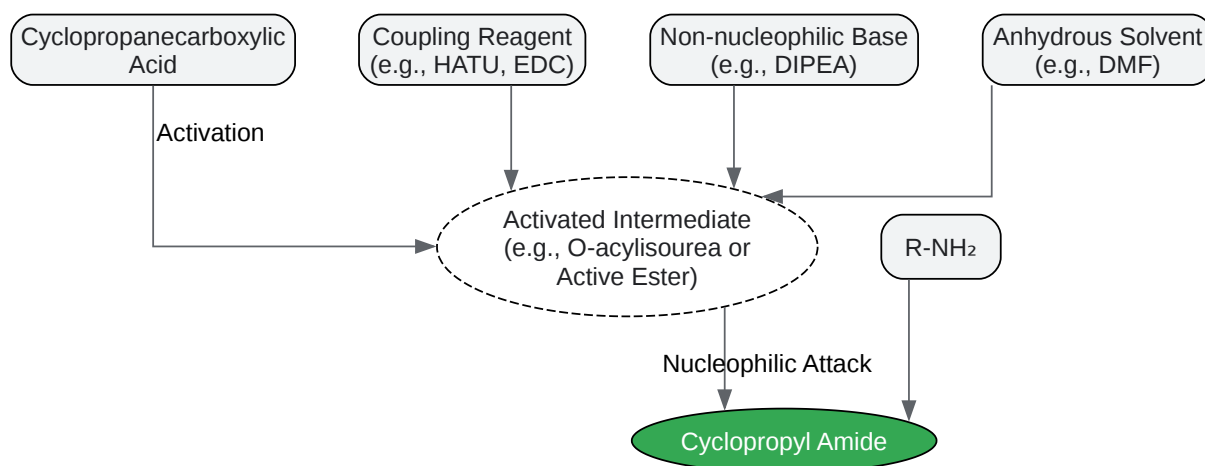 Cyclopropanecarboxylic
Acid
Coupling Reagent
(e.g., HATU, EDC)
Non-nucleophilic Base
(e.g., DIPEA)
Anhydrous Solvent
(e.g., DMF)
Activation
Activated Intermediate
(e.g., O-acylisourea or
Active Ester)
R-NH₂
Nucleophilic Attack
Cyclopropyl Amide